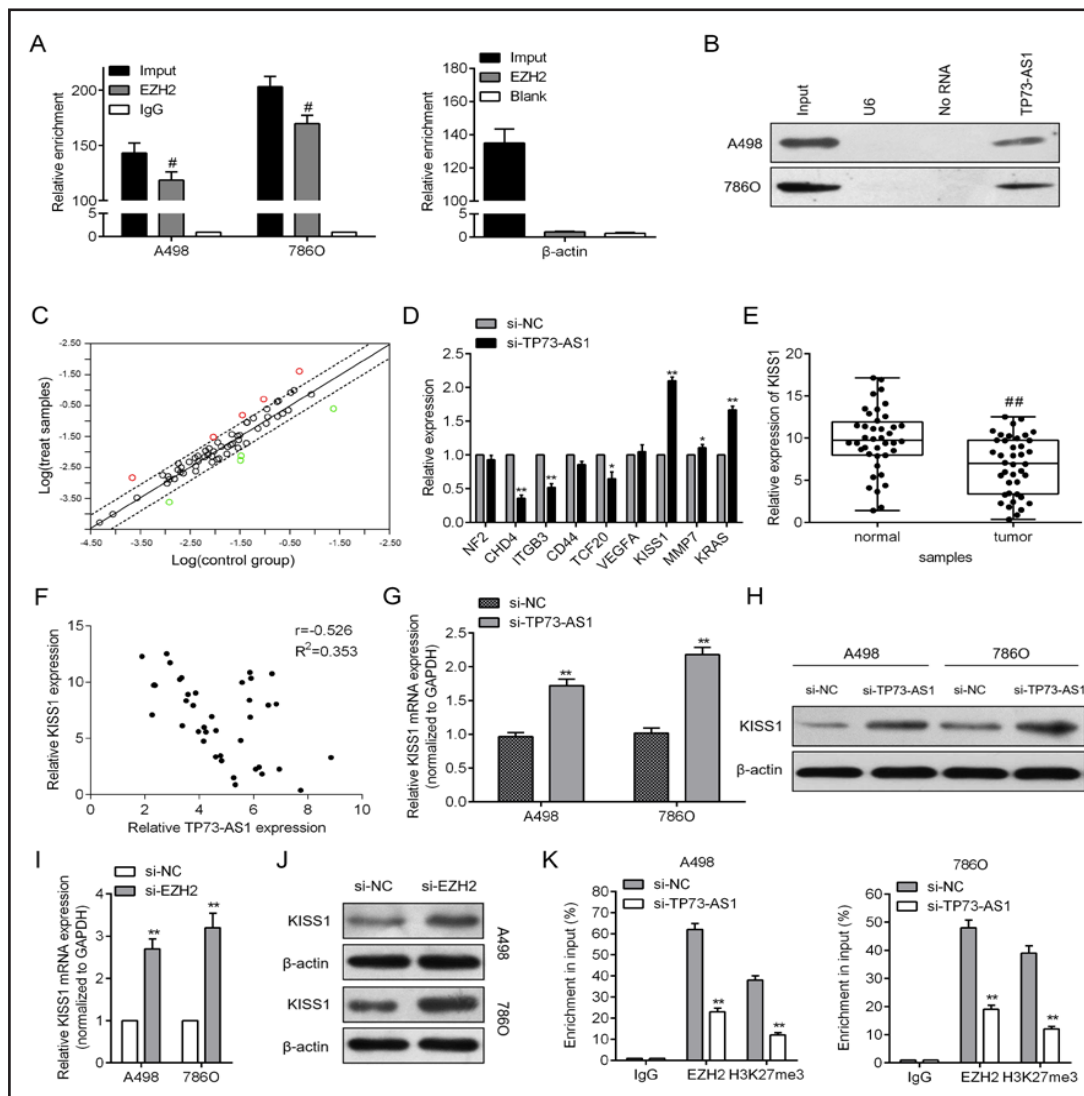 A
Relative enrichment
200
150
100
5
0
Imput
EZH2
IgG
#
#
A498
786O
Relative enrichment
180
160
140
120
100
5
0
Imput
EZH2
Blank
β-actin
B
Input
U6
No RNA
TP73-AS1
A498
786O
C
Log(treat samples)
-2.50
-1.50
-0.50
-1.50
-2.50
-3.50
-4.50
-3.50
-2.50
-1.50
-0.50
-1.50
-2.50
Log(control group)
D
si-NC
si-TP73-AS1
Relative expression
2.5
2.0
1.5
1.0
0.5
0.0
**
**
*
**
*
**
NF2
CHD4
ITGB3
CD44
TCF20
VEGFA
KISS1
MMP7
KRAS
E
Relative expression of KISS1
20
15
10
5
0
##
normal
tumor
samples
F
Relative KISS1 expression
15
10
5
0
r=-0.526
R²=0.353
0
2
4
6
8
10
Relative TP73-AS1 expression
G
si-NC
si-TP73-AS1
Relative KISS1 mRNA expression
(normalized to GAPDH)
2.5
2.0
1.5
1.0
0.5
0.0
**
**
A498
786O
H
A498
786O
si-NC
si-TP73-AS1
si-NC
si-TP73-AS1
KISS1
β-actin
I
si-NC
si-EZH2
Relative KISS1 mRNA expression
(normalized to GAPDH)
4
3
2
1
0
**
**
A498
786O
J
si-NC
si-EZH2
KISS1
β-actin
A498
KISS1
β-actin
786O
K
A498
si-NC
si-TP73-AS1
Enrichment in input (%)
80
70
60
50
40
30
20
10
0
**
**
IgG
EZH2
H3K27me3
786O
si-NC
si-TP73-AS1
Enrichment in input (%)
60
50
40
30
20
10
0
**
**
IgG
EZH2
H3K27me3